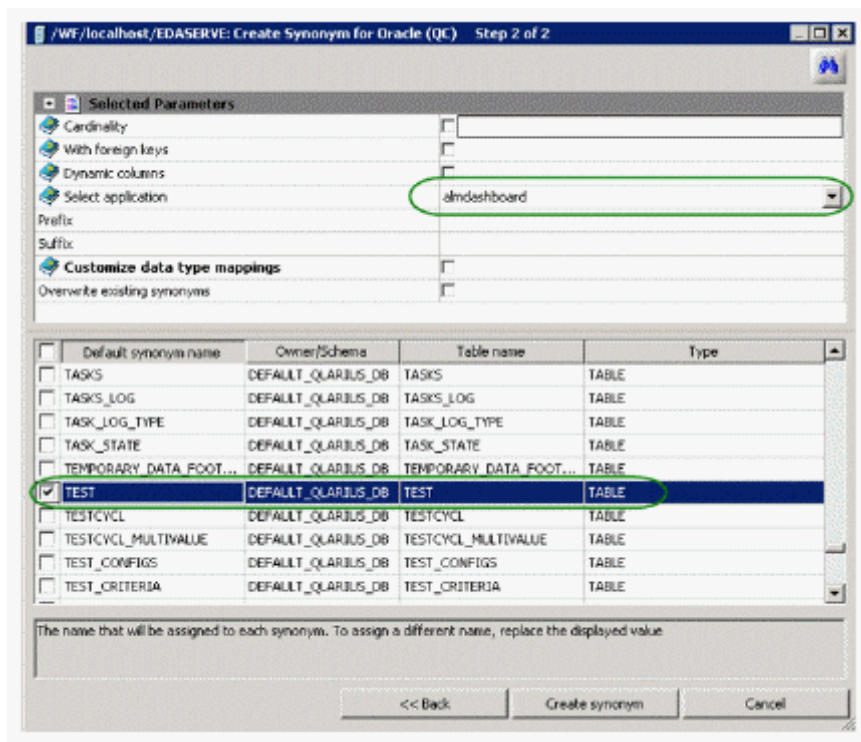 /WF/localhost/EDASERVE: Create Synonym for Oracle (QC) Step 2 of 2
Selected Parameters
Cardinality
With foreign keys
Dynamic columns
Select application almdashboard
Prefix
Suffix
Customize data type mappings
Overwrite existing synonyms
Default synonym name Owner/Schema Table name Type
TASKS DEFAULT_QLARIUS_DB TASKS TABLE
TASKS_LOG DEFAULT_QLARIUS_DB TASKS_LOG TABLE
TASK_LOG_TYPE DEFAULT_QLARIUS_DB TASK_LOG_TYPE TABLE
TASK_STATE DEFAULT_QLARIUS_DB TASK_STATE TABLE
TEMPORARY_DATA_FOOT... DEFAULT_QLARIUS_DB TEMPORARY_DATA_FOOT... TABLE
TEST DEFAULT_QLARIUS_DB TEST TABLE
TESTCYCL DEFAULT_QLARIUS_DB TESTCYCL TABLE
TESTCYCL_MULTIVALUE DEFAULT_QLARIUS_DB TESTCYCL_MULTIVALUE TABLE
TEST_CONFIGS DEFAULT_QLARIUS_DB TEST_CONFIGS TABLE
TEST_CRITERIA DEFAULT_QLARIUS_DB TEST_CRITERIA TABLE
The name that will be assigned to each synonym. To assign a different name, replace the displayed value
<< Back Create synonym Cancel